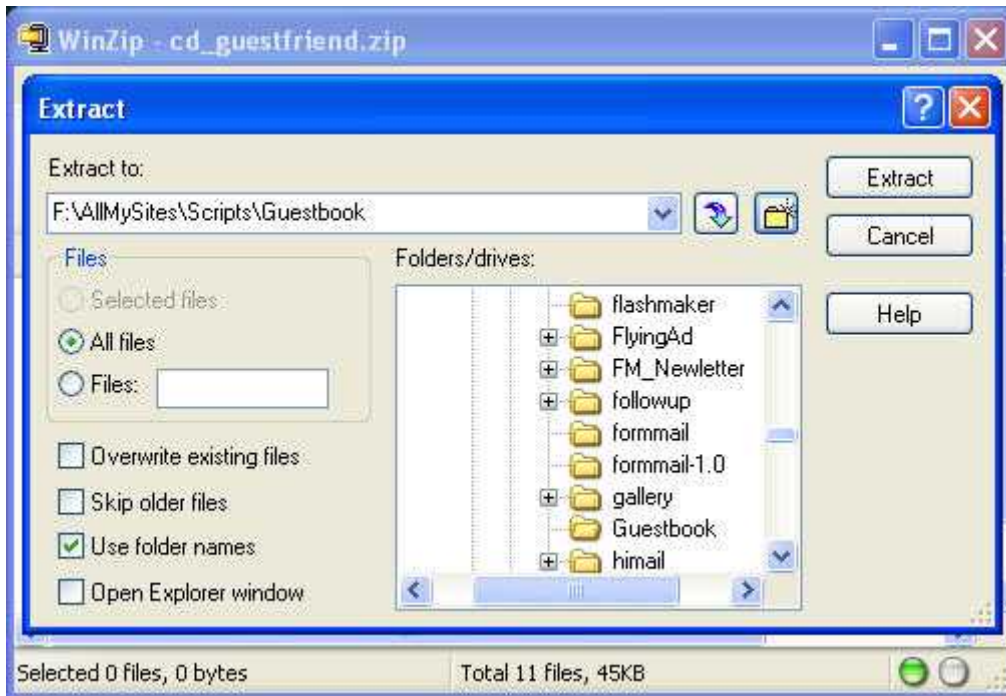 WinZip - cd_guestfriend.zip
Extract
Extract to:
F:\AllMySites\Scripts\Guestbook
Extract
Cancel
Help
Files
Selected files
All files
Files:
Overwrite existing files
Skip older files
Use folder names
Open Explorer window
Folders/drives:
flashmaker
FlyingAd
FM_Newletter
followup
formmail
formmail-1.0
gallery
Guestbook
himail
Selected 0 files, 0 bytes
Total 11 files, 45KB